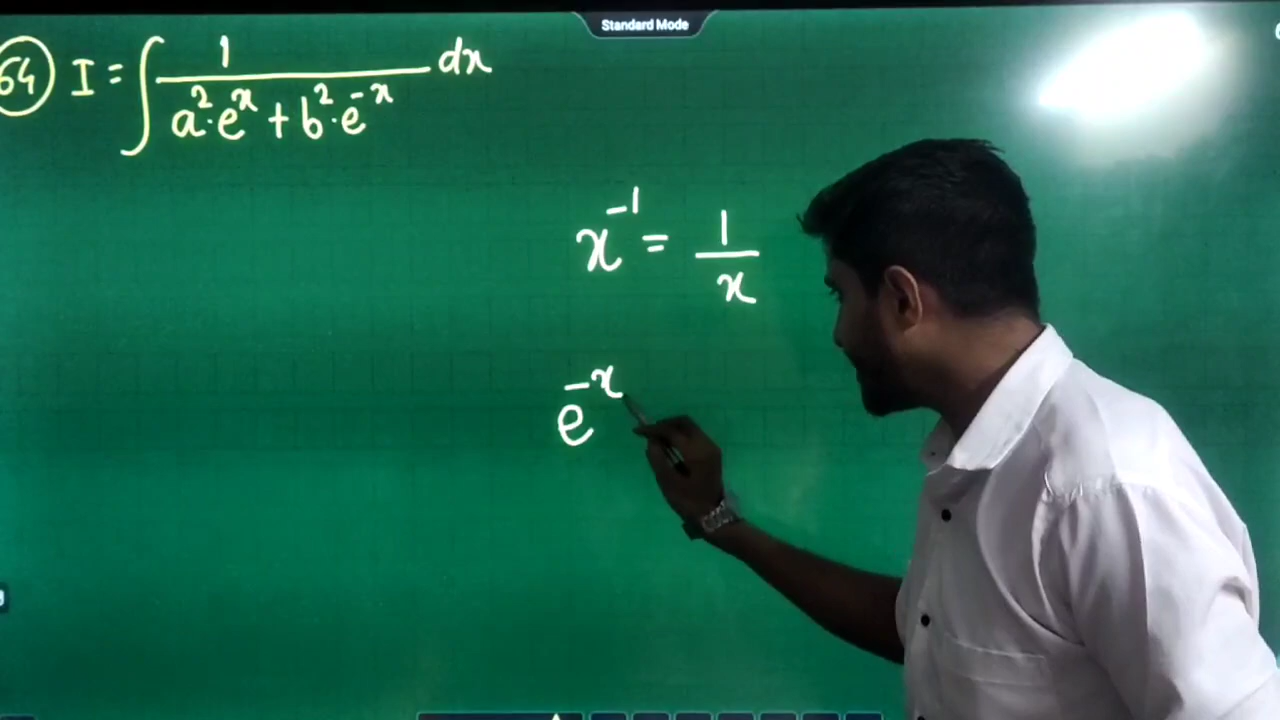 Standard Mode
64 I = ∫ 1 / (a²·eˣ + b²·e⁻ˣ) dx
x⁻¹ = 1/x
e⁻ˣ